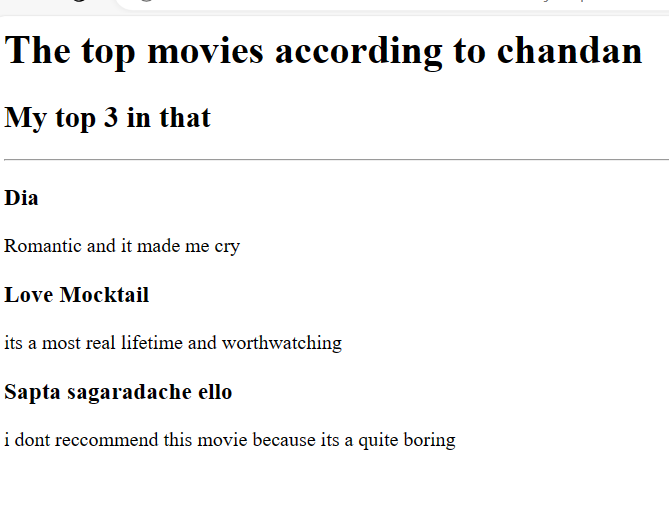 The top movies according to chandan
My top 3 in that
Dia
Romantic and it made me cry
Love Mocktail
its a most real lifetime and worthwatching
Sapta sagaradache ello
i dont reccommend this movie because its a quite boring